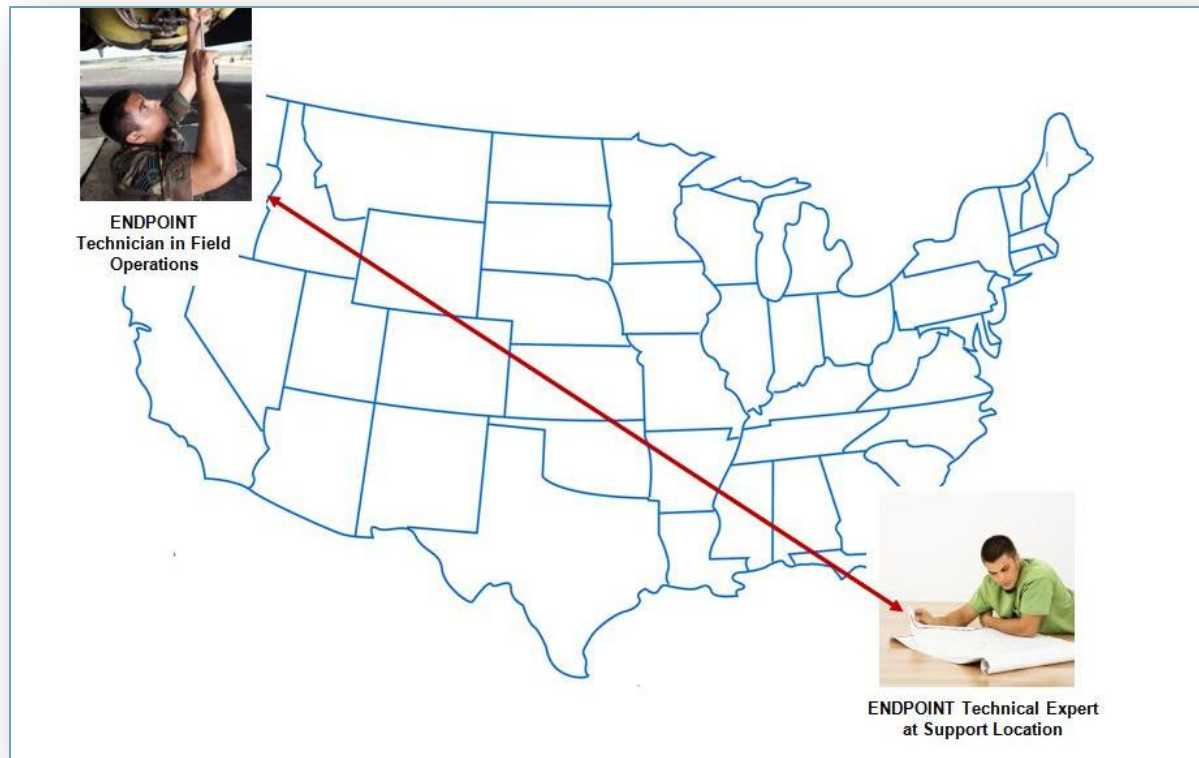 ENDPOINT
Technician in Field
Operations
ENDPOINT Technical Expert
at Support Location